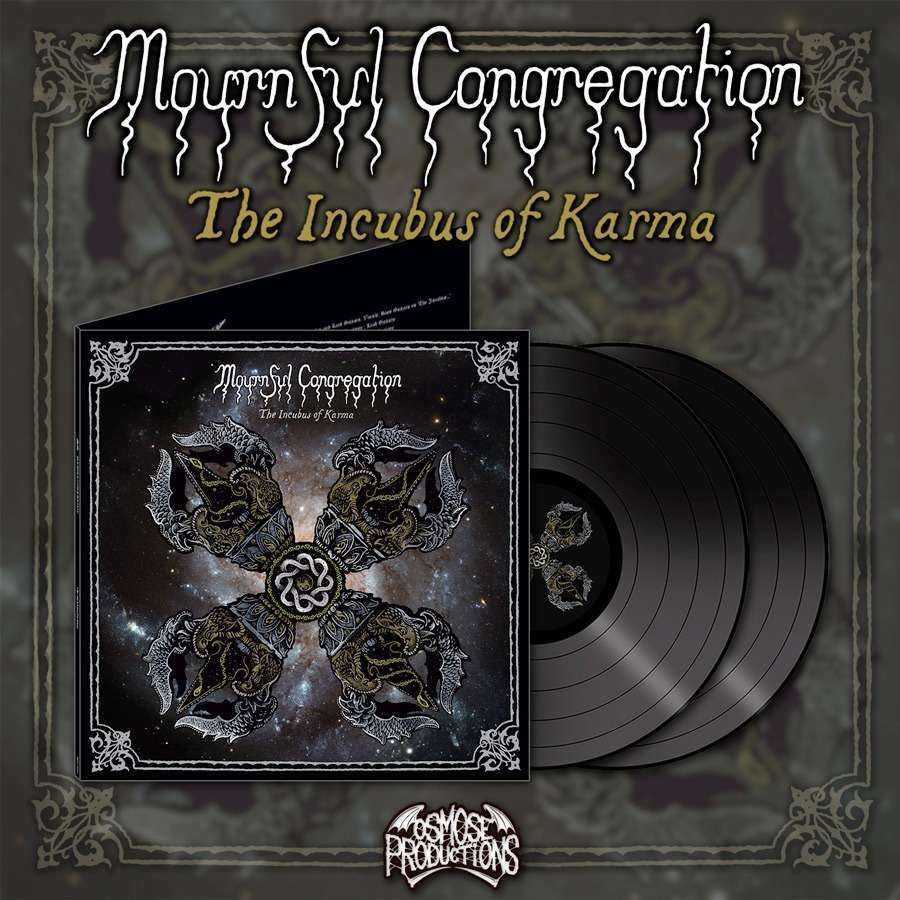 Mournful Congregation
The Incubus of Karma
Mournful Congregation
The Incubus of Karma
OSMOSE
PRODUCTIONS